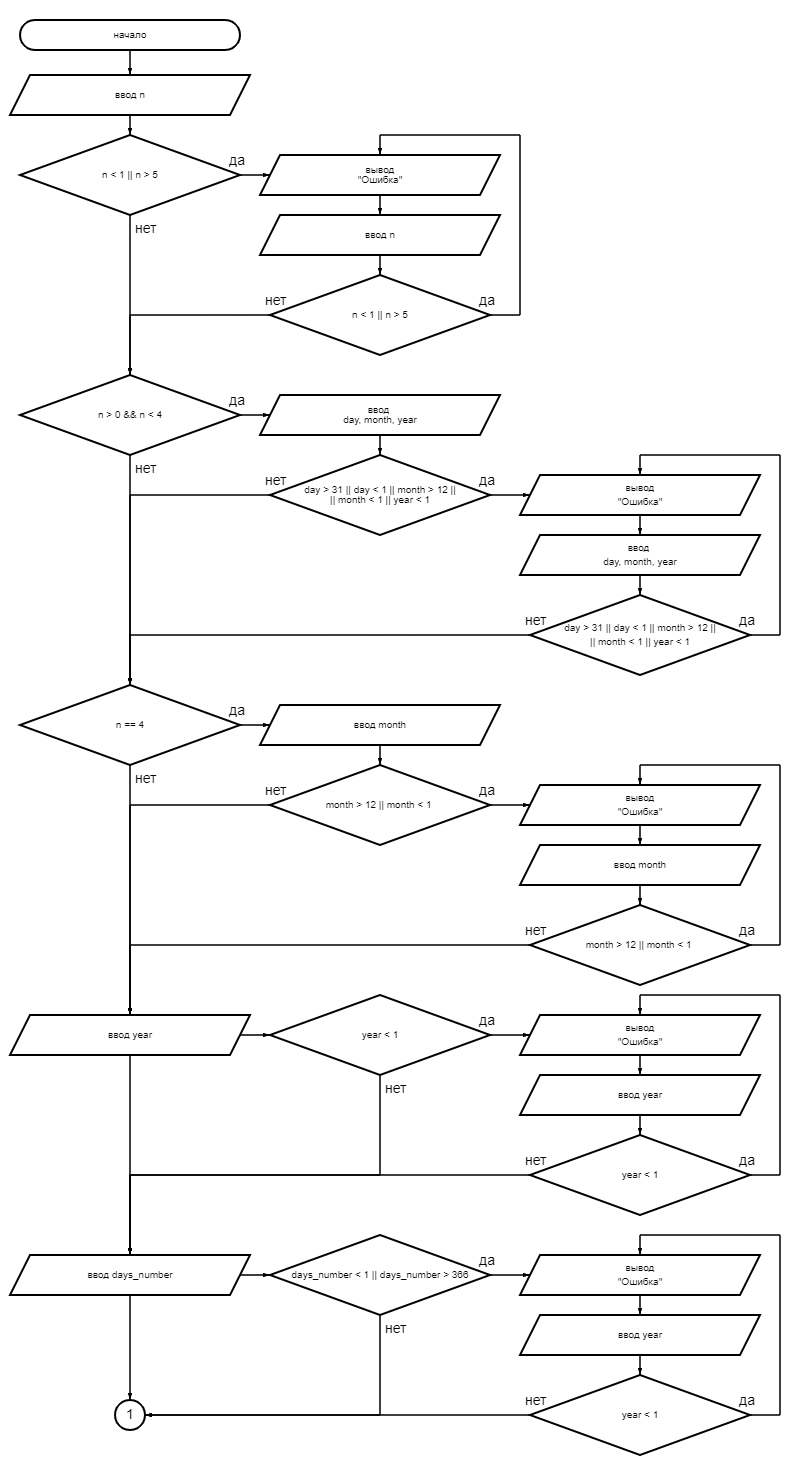 начало
ввод n
n < 1 || n > 5
да
нет
вывод
"Ошибка"
ввод n
n < 1 || n > 5
нет
да
n > 0 && n < 4
да
нет
ввод
day, month, year
day > 31 || day < 1 || month > 12 ||
|| month < 1 || year < 1
нет
да
вывод
"Ошибка"
ввод
day, month, year
day > 31 || day < 1 || month > 12 ||
|| month < 1 || year < 1
нет
да
n == 4
да
нет
ввод month
month > 12 || month < 1
нет
да
вывод
"Ошибка"
ввод month
month > 12 || month < 1
нет
да
ввод year
year < 1
да
нет
вывод
"Ошибка"
ввод year
year < 1
нет
да
ввод days_number
days_number < 1 || days_number > 366
да
нет
вывод
"Ошибка"
ввод year
year < 1
нет
да
1